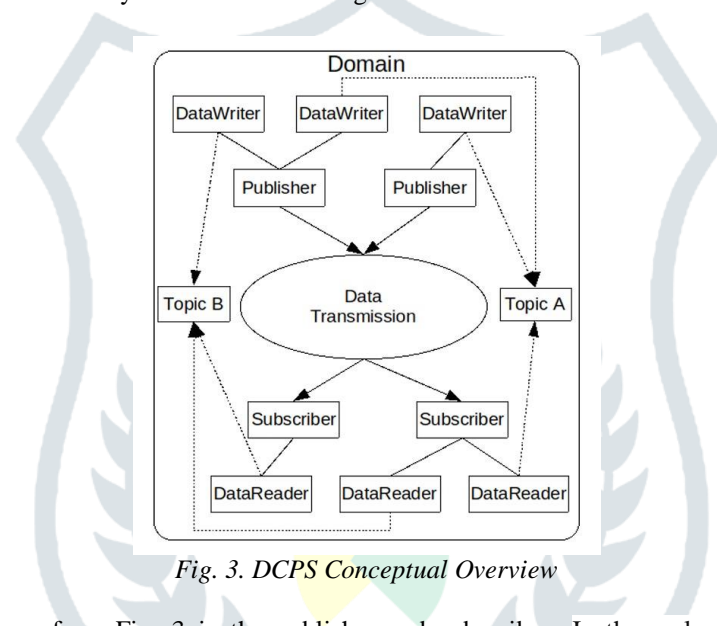 Domain
DataWriter DataWriter DataWriter
Publisher Publisher
Topic B
Data
Transmission
Topic A
Subscriber Subscriber
DataReader DataReader DataReader
Fig. 3. DCPS Conceptual Overview